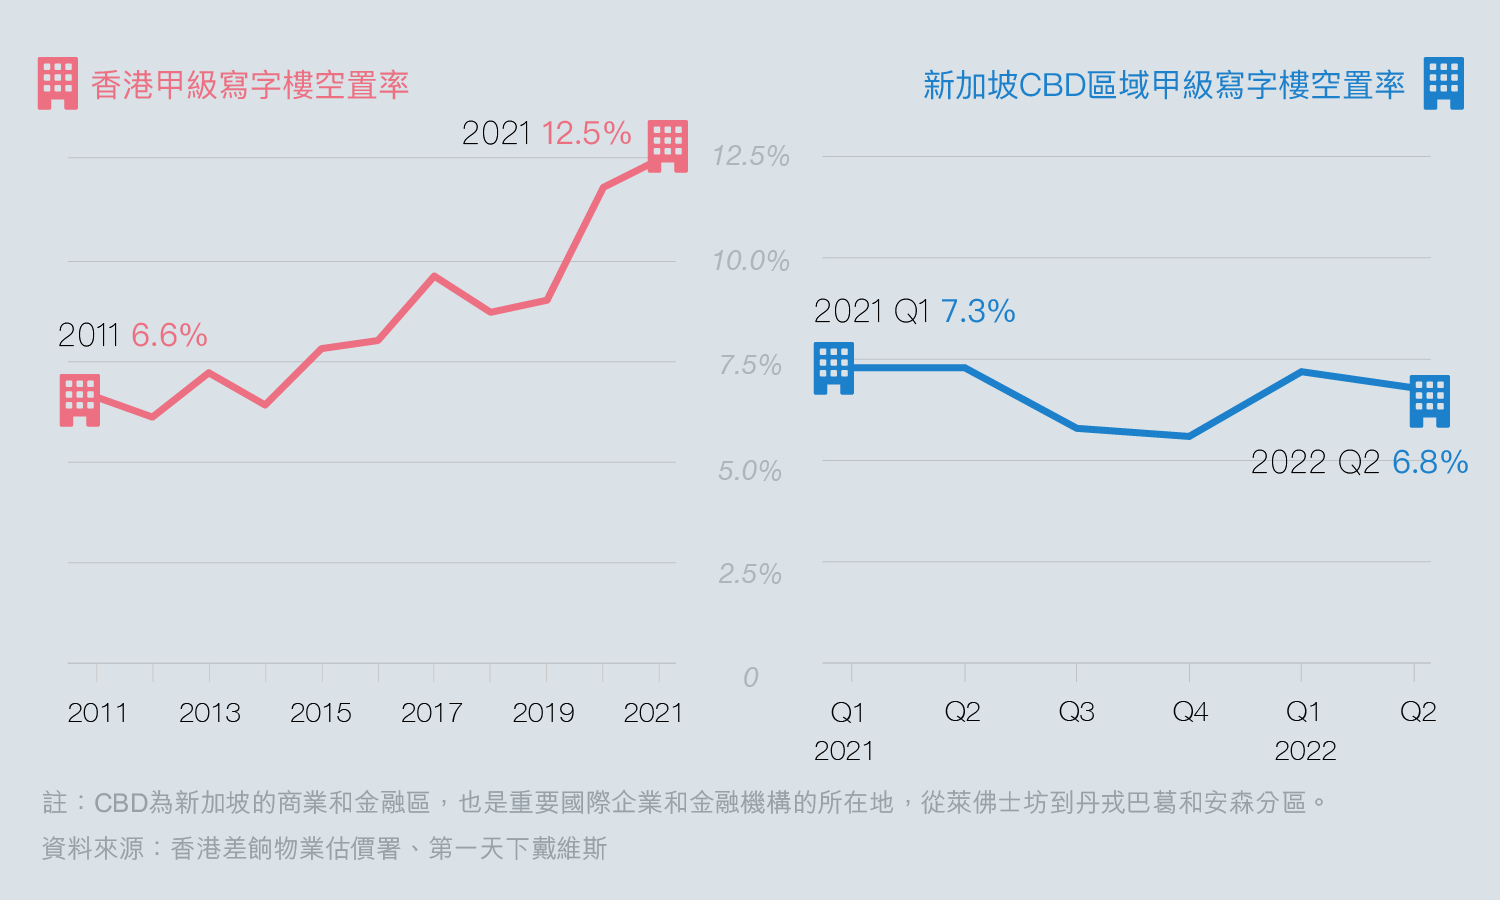 香港甲級寫字樓空置率
新加坡CBD區域甲級寫字樓空置率
2021 12.5%
2011 6.6%
12.5%
10.0%
7.5%
5.0%
2.5%
0
2021 Q1 7.3%
2022 Q2 6.8%
2011 2013 2015 2017 2019 2021
Q1 Q2 Q3 Q4 Q1 Q2
2021 2022
註：CBD為新加坡的商業和金融區，也是重要國際企業和金融機構的所在地，從萊佛士坊到丹戎巴葛和安森分區。
資料來源：香港差餉物業估價署、第一天下戴維斯